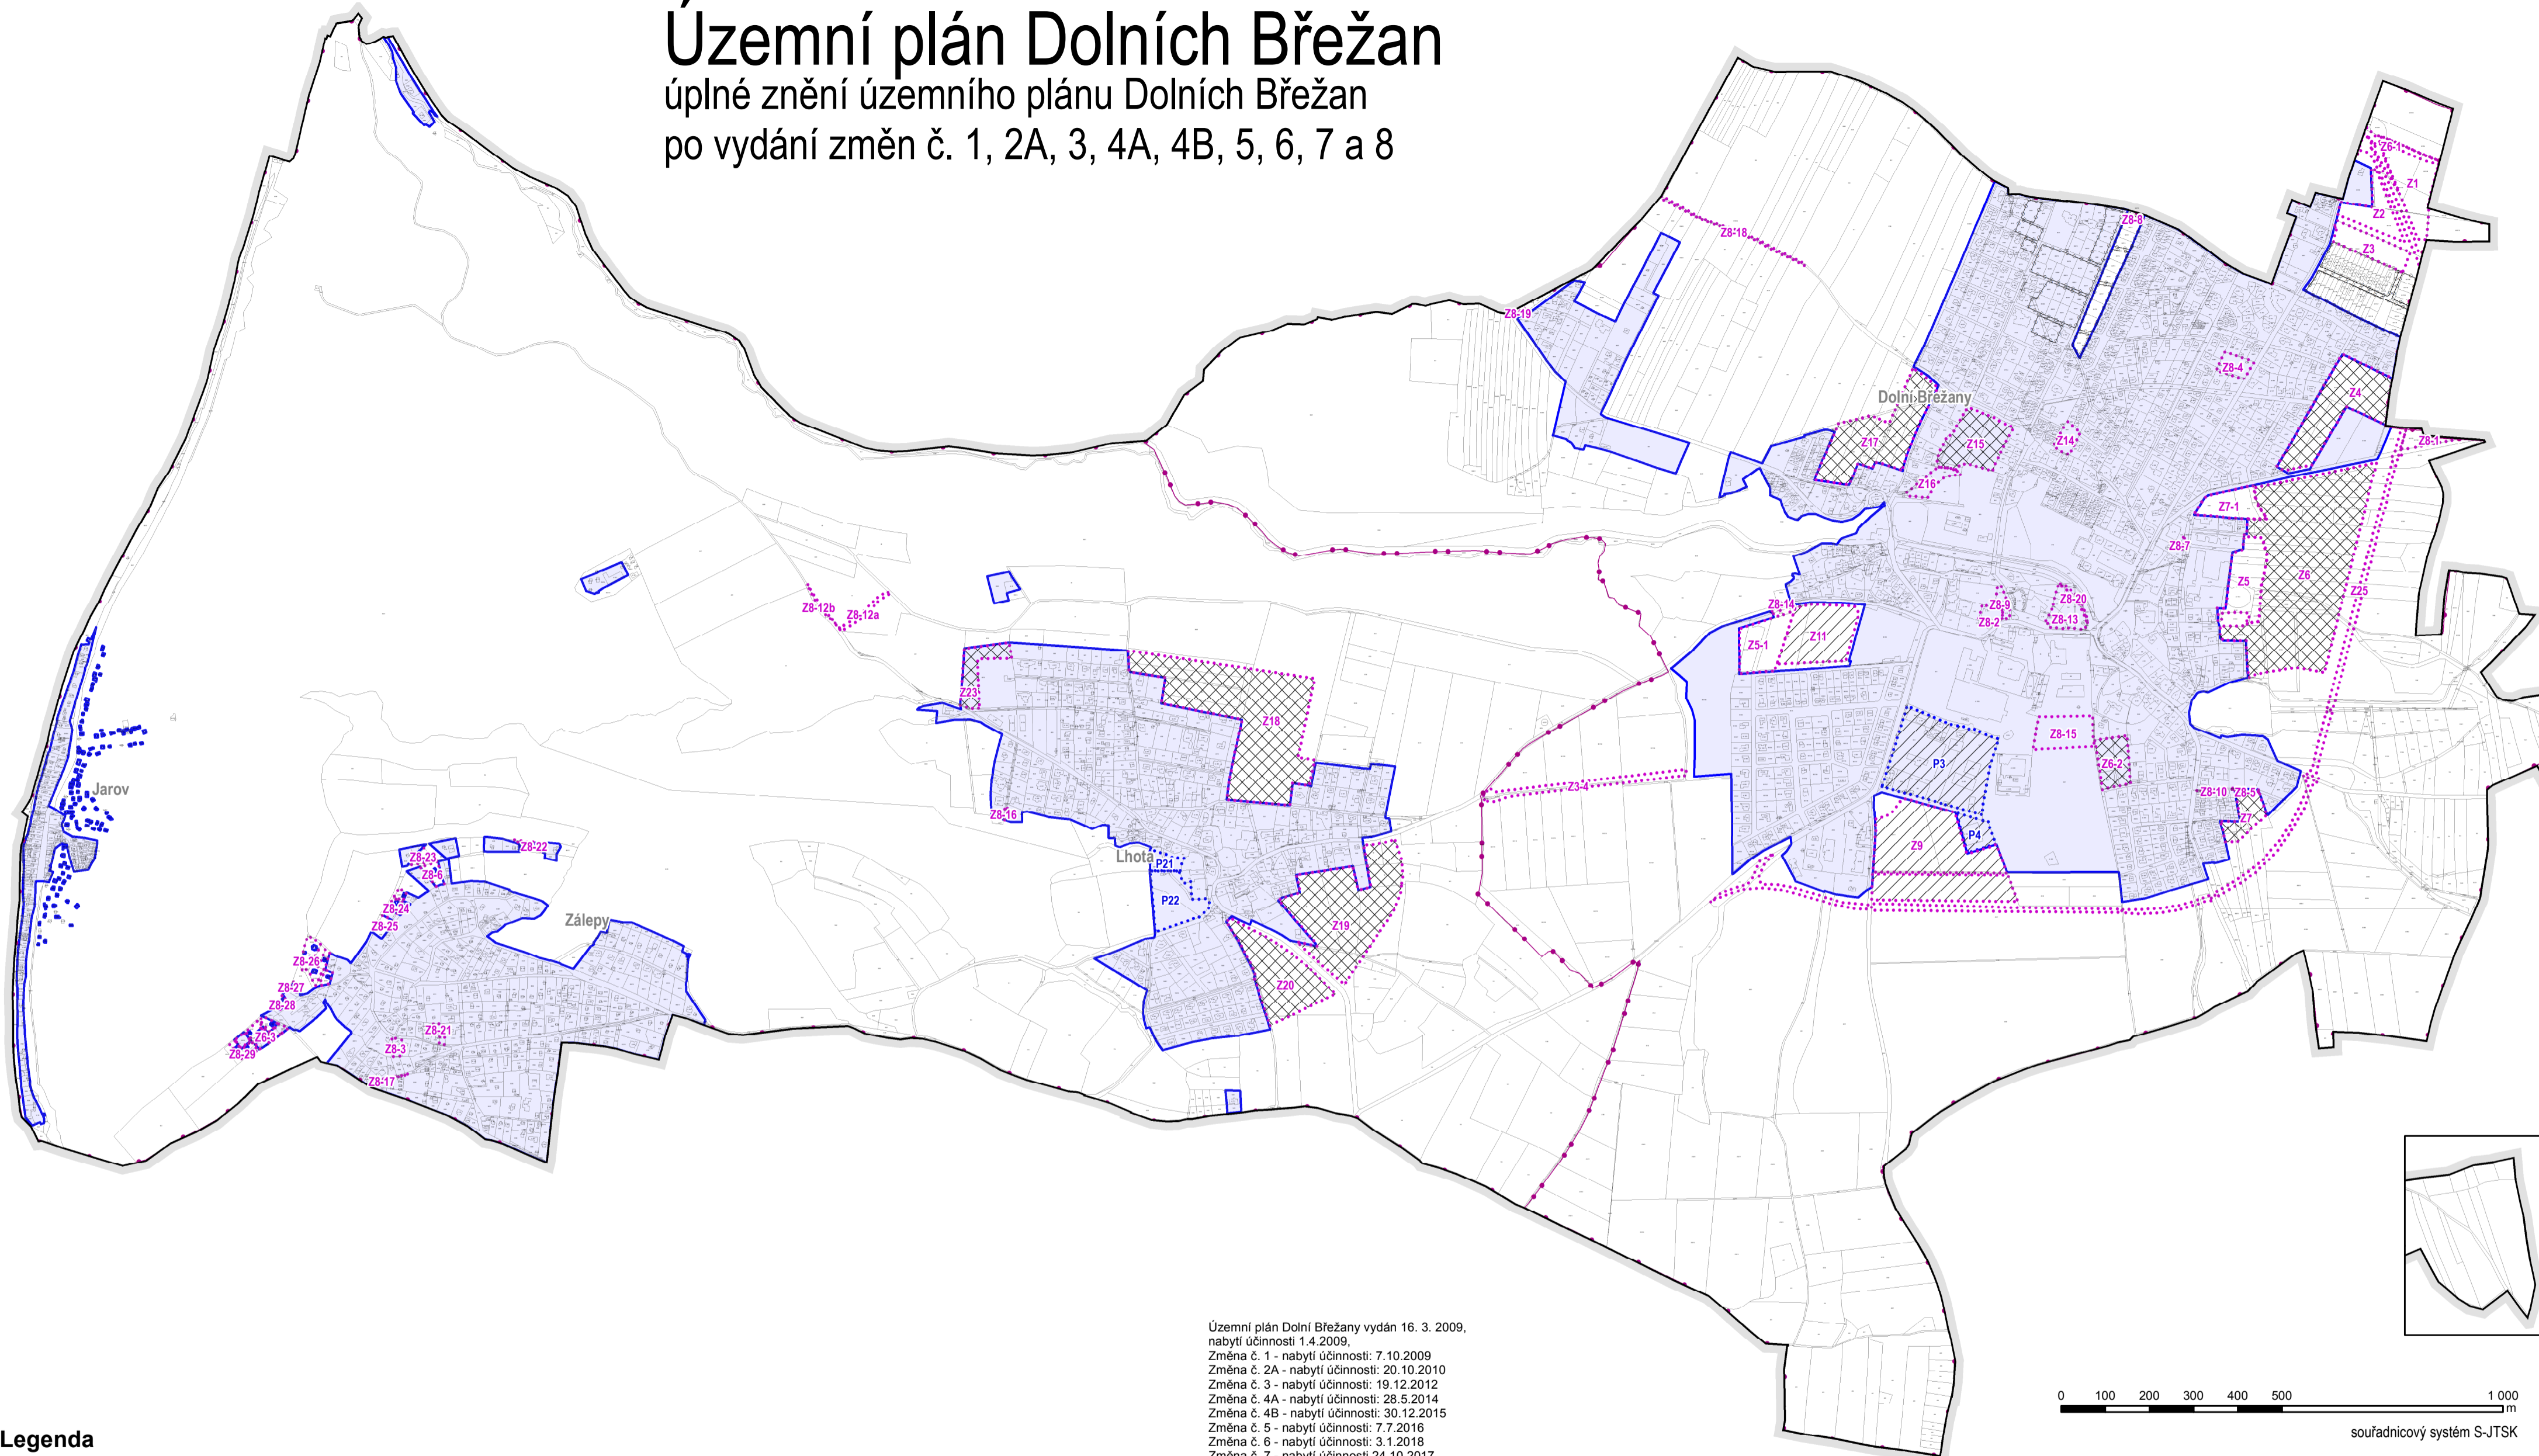 Územní plán Dolních Břežan
úplné znění územního plánu Dolních Břežan
po vydání změn č. 1, 2A, 3, 4A, 4B, 5, 6, 7 a 8
Z6-1
Z1
Z2
Z3
Z8-8
Z8-18
Z8-19
Z8-4
Z4
Dolní Břežany
Z17
Z15
Z14
Z16
Z8-1
Z7-1
Z8-7
Z5
Z6
Z25
Z8-12b
Z8-12a
Z8-14
Z5-1
Z11
Z8-9
Z8-2
Z8-20
Z8-13
Z23
Z18
Z8-15
P3
Z6-2
Z3-4
Z8-10
Z8-5
Z7
Jarov
Z8-16
P4
Z9
Z8-22
Z8-23
Z8-6
Lhota
P21
P22
Z8-24
Z8-25
Zálepy
Z19
Z8-26
Z20
Z8-27
Z8-28
Z6-3
Z8-29
Z8-21
Z8-3
Z8-17
Územní plán Dolní Břežany vydán 16. 3. 2009,
nabytí účinnosti 1.4.2009,
Změna č. 1 - nabytí účinnosti: 7.10.2009
Změna č. 2A - nabytí účinnosti: 20.10.2010
Změna č. 3 - nabytí účinnosti: 19.12.2012
Změna č. 4A - nabytí účinnosti: 28.5.2014
Změna č. 4B - nabytí účinnosti: 30.12.2015
Změna č. 5 - nabytí účinnosti: 7.7.2016
Změna č. 6 - nabytí účinnosti: 3.1.2018
Změna č. 7 - nabytí účinnosti 24.10.2017
0 100 200 300 400 500 1 000
m
souřadnicový systém S-JTSK
Legenda